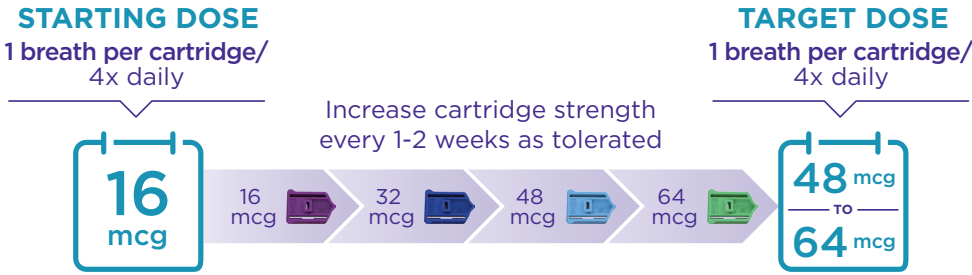 STARTING DOSE
1 breath per cartridge/
4x daily
TARGET DOSE
1 breath per cartridge/
4x daily
Increase cartridge strength
every 1-2 weeks as tolerated
16
mcg
16
mcg
32
mcg
48
mcg
64
mcg
48 mcg
TO
64 mcg